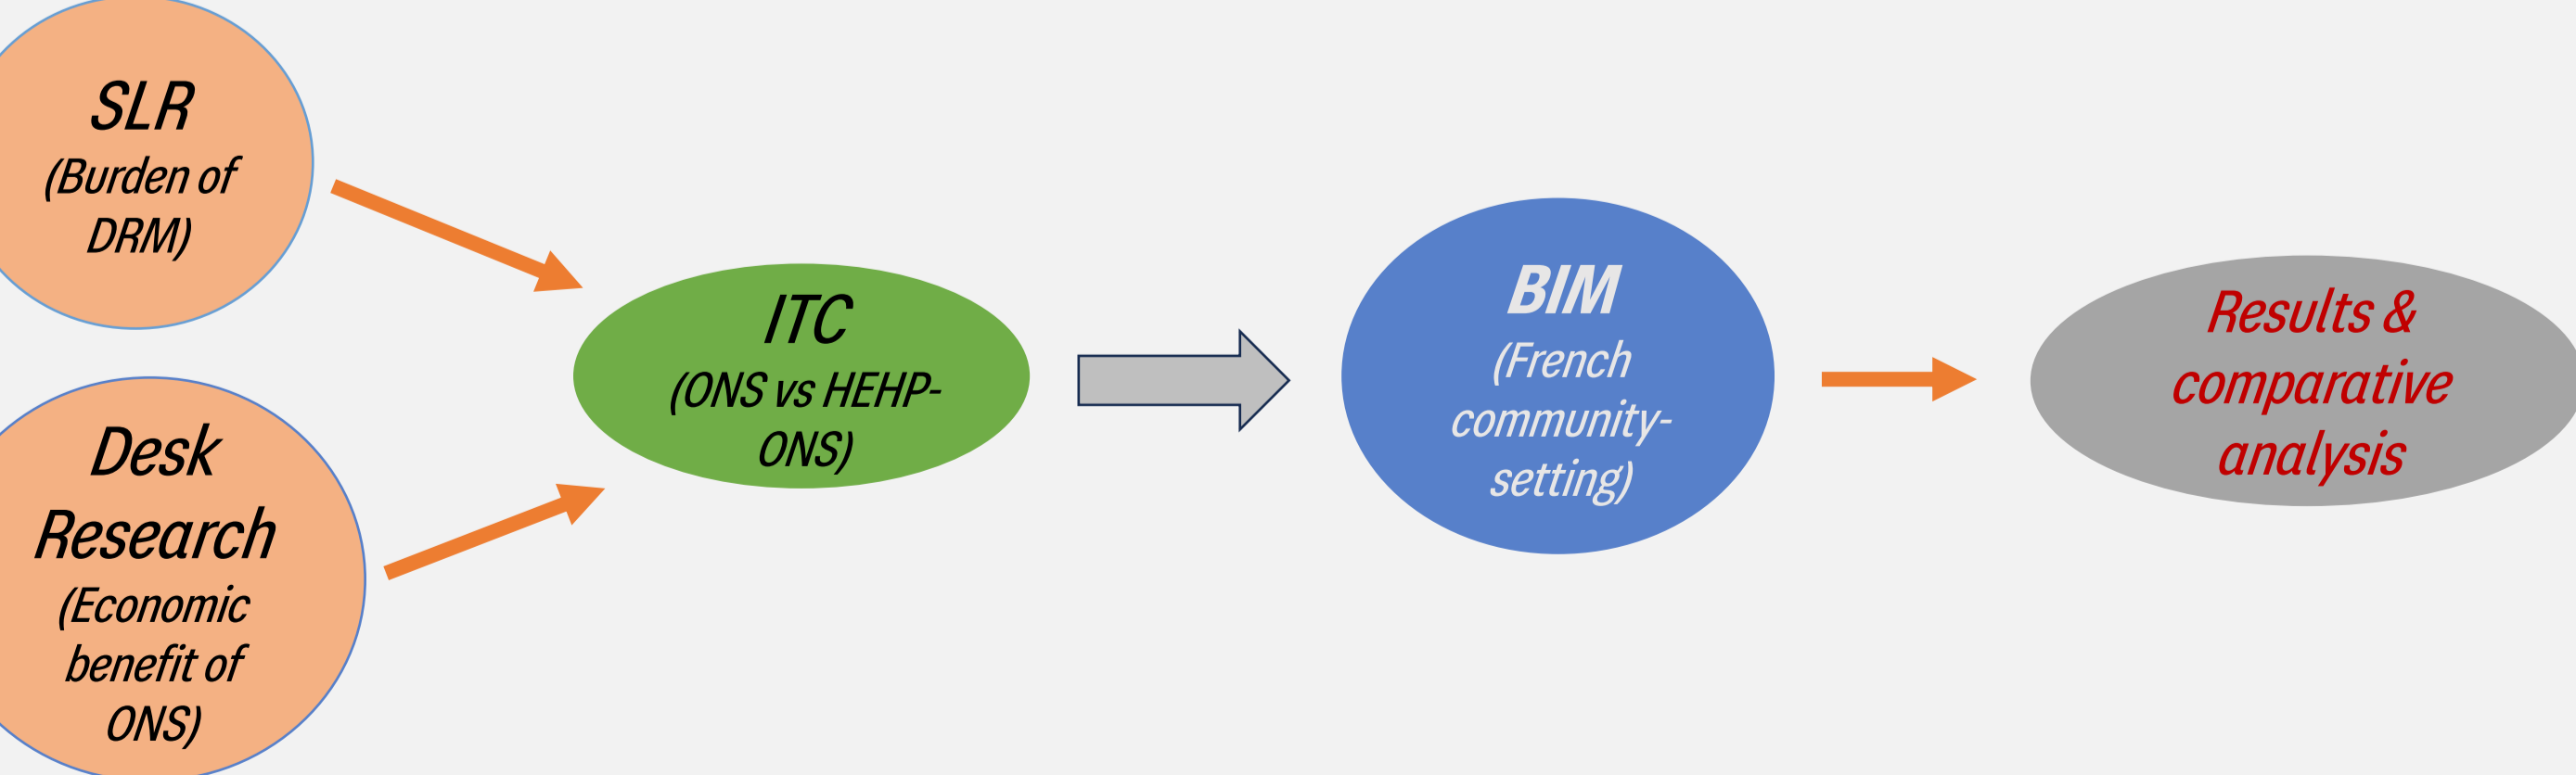 SLR
(Burden of
DRM)
Desk
Research
(Economic
benefit of
ONS)
ITC
(ONS vs HEHP-
ONS)
BIM
(French
community-
setting)
Results &
comparative
analysis